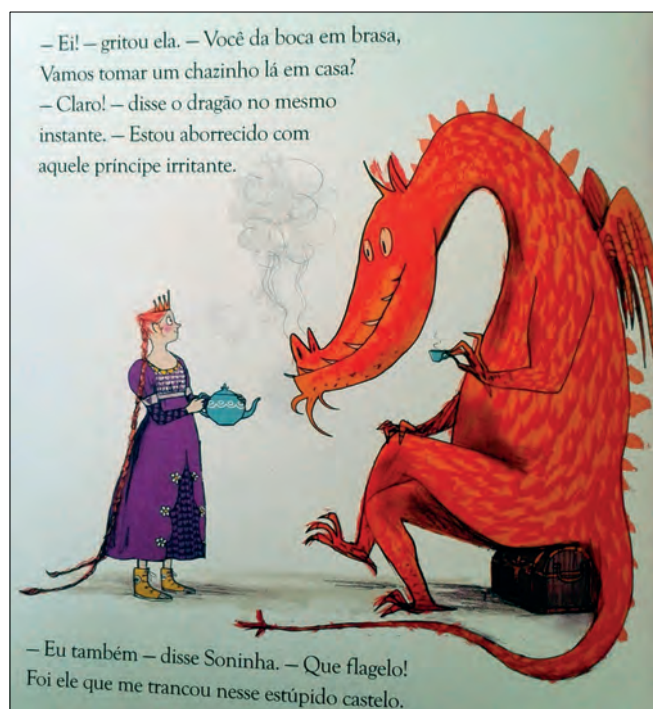 – Ei! – gritou ela. – Você da boca em brasa,
Vamos tomar um chazinho lá em casa?
– Claro! – disse o dragão no mesmo
instante. – Estou aborrecido com
aquele príncipe irritante.
– Eu também – disse Soninha. – Que flagelo!
Foi ele que me trancou nesse estúpido castelo.